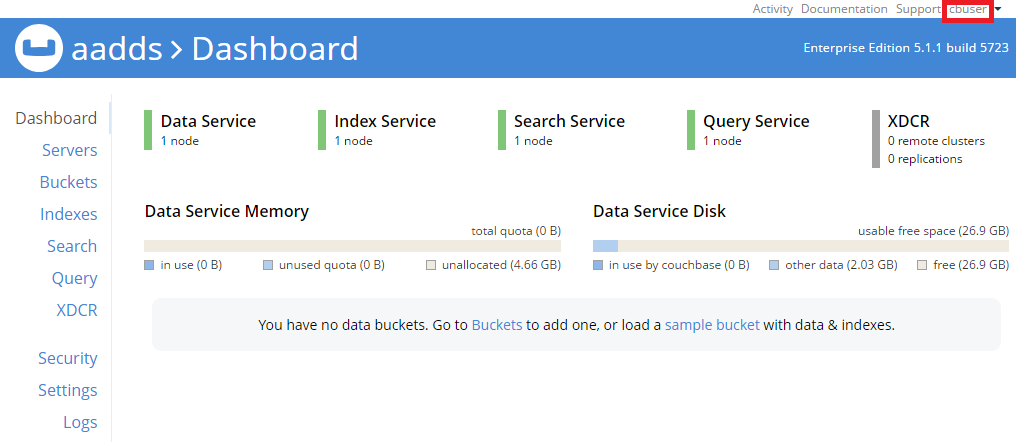 Activity Documentation Support cbuser
aadds > Dashboard
Enterprise Edition 5.1.1 build 5723
Dashboard
Servers
Buckets
Indexes
Search
Query
XDCR
Security
Settings
Logs
Data Service
1 node
Index Service
1 node
Search Service
1 node
Query Service
1 node
XDCR
0 remote clusters
0 replications
Data Service Memory
total quota (0 B)
in use (0 B) unused quota (0 B) unallocated (4.66 GB)
Data Service Disk
usable free space (26.9 GB)
in use by couchbase (0 B) other data (2.03 GB) free (26.9 GB)
You have no data buckets. Go to Buckets to add one, or load a sample bucket with data & indexes.